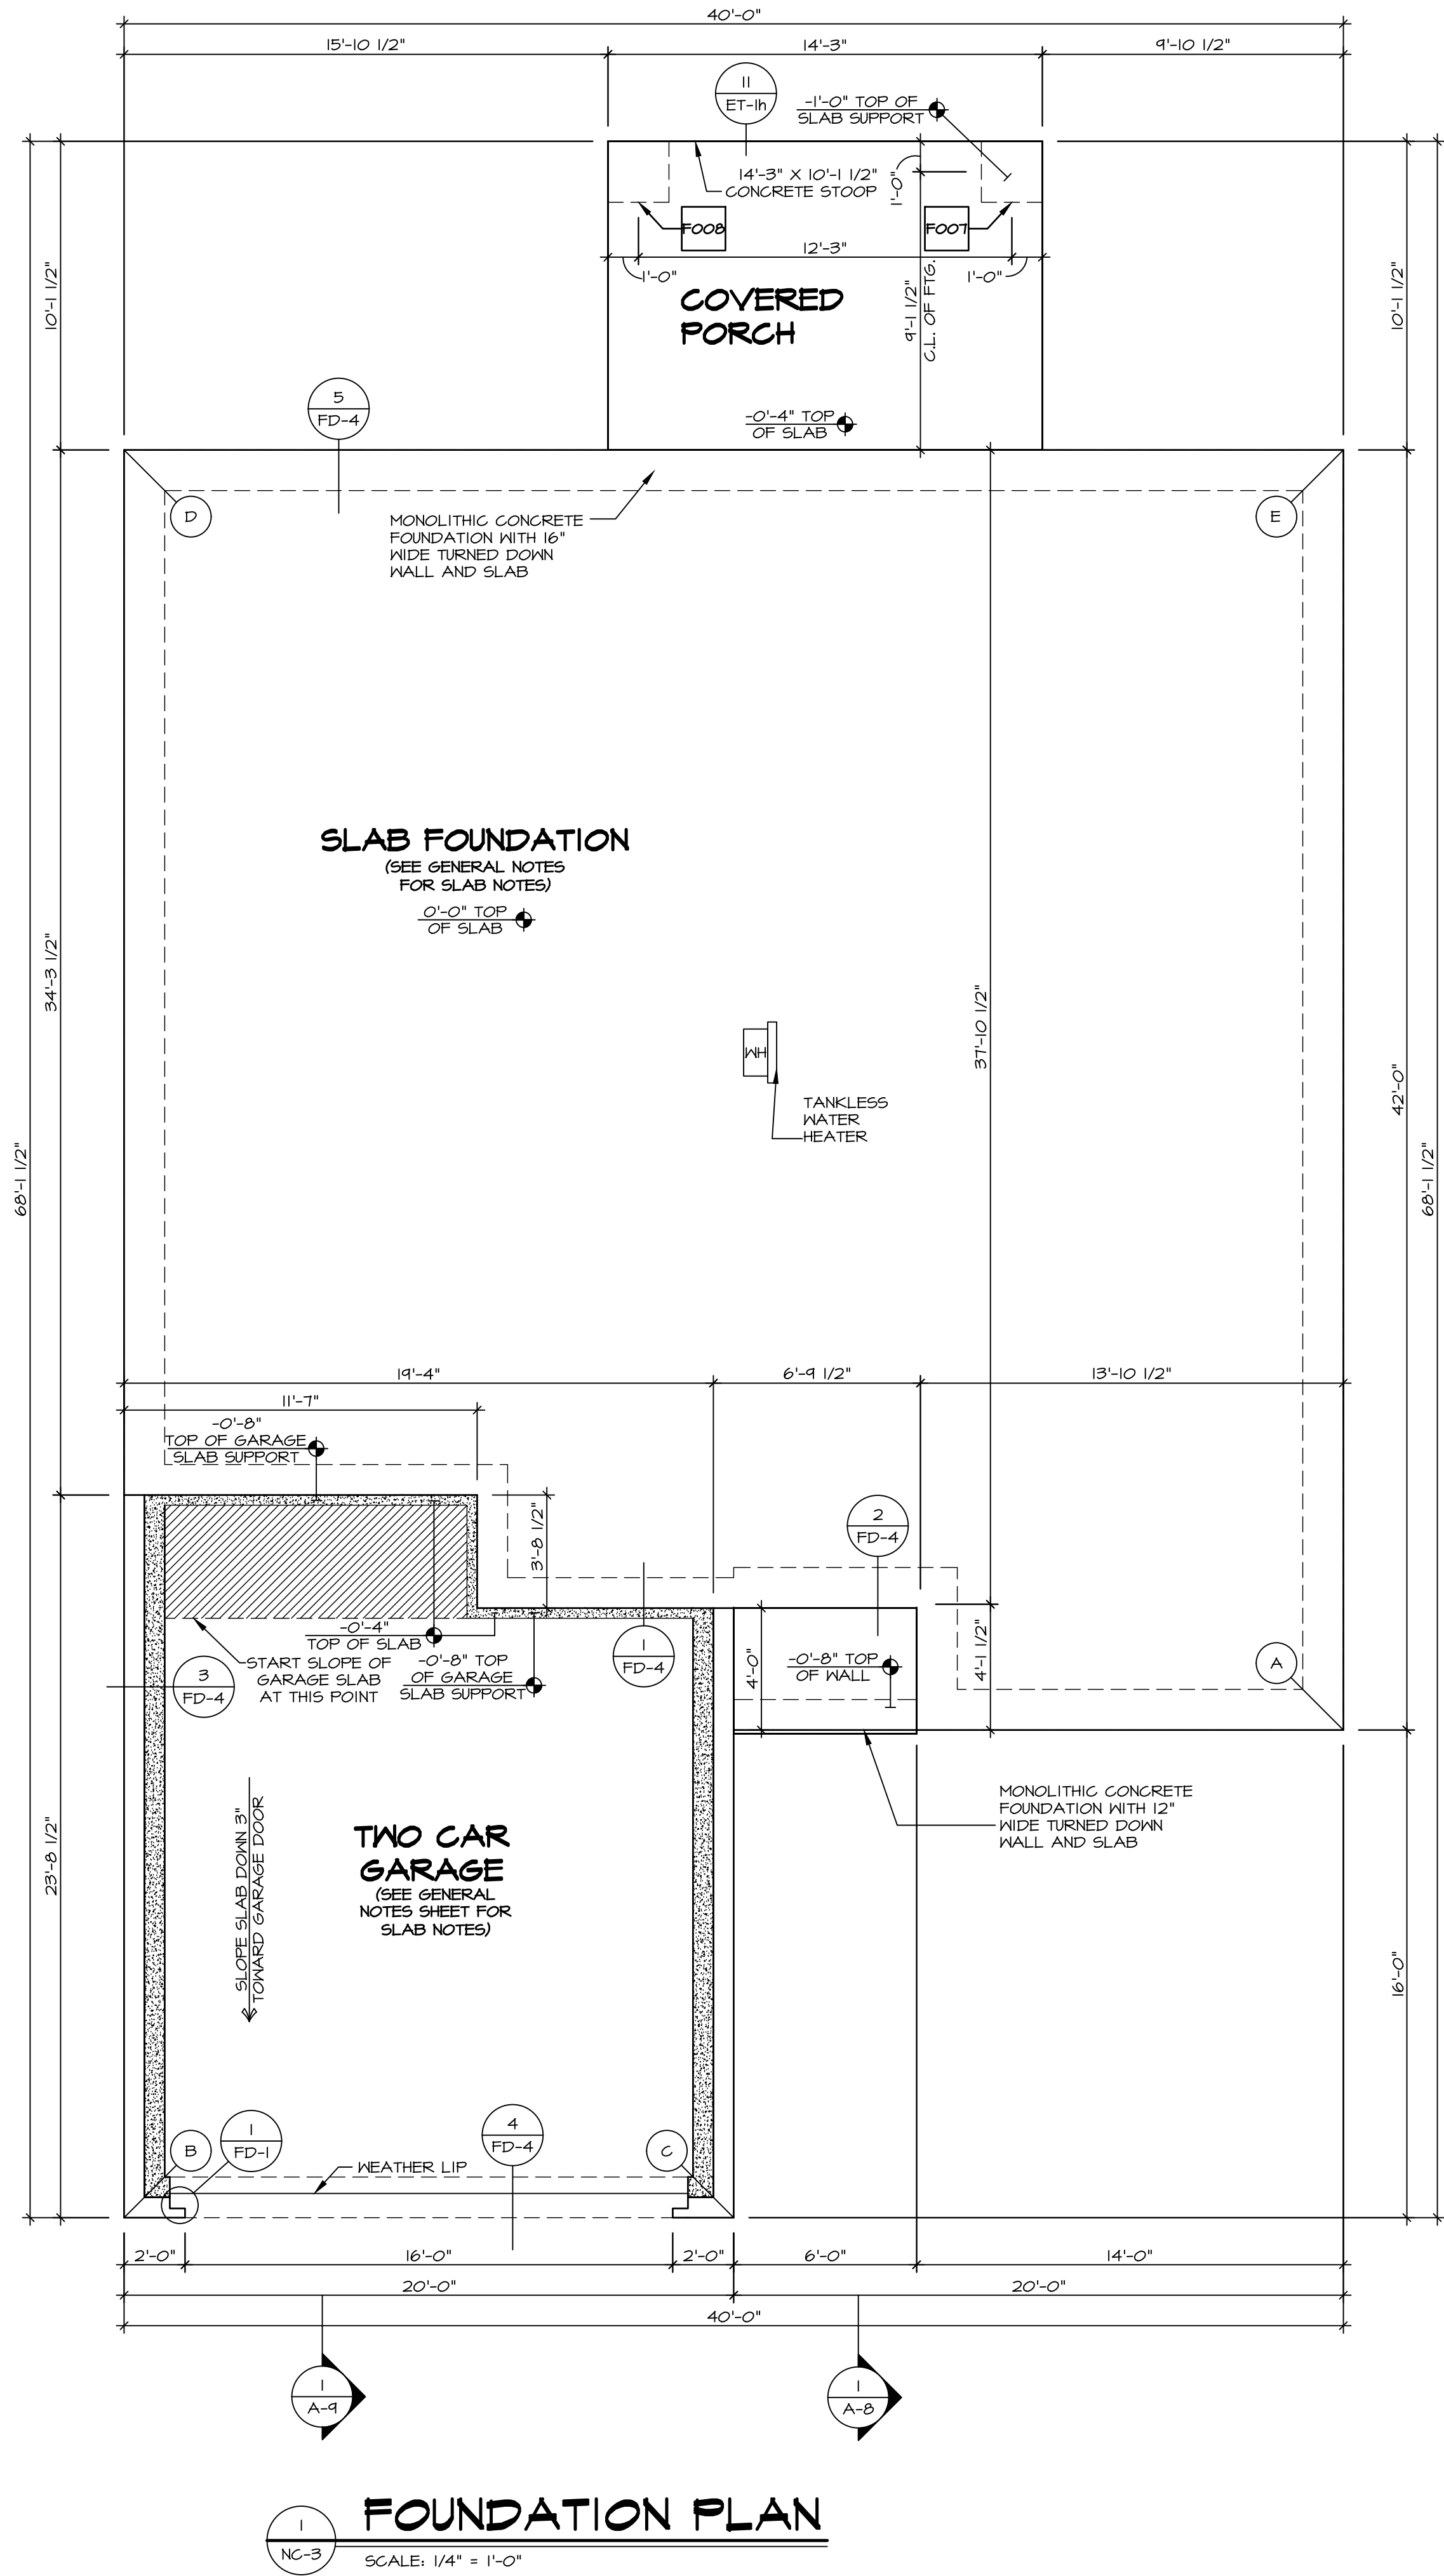 40'-0"
15'-10 1/2"
14'-3"
9'-10 1/2"
11
ET-1h
-1'-0" TOP OF
SLAB SUPPORT
14'-3" X 10'-1 1/2"
CONCRETE STOOP
1'-0"
F008
F007
12'-3"
1'-0"
1'-0"
COVERED
PORCH
9'-1 1/2"
C.L. OF FTG.
10'-1 1/2"
10'-1 1/2"
5
FD-4
-0'-4" TOP
OF SLAB
D
E
MONOLITHIC CONCRETE
FOUNDATION WITH 16"
WIDE TURNED DOWN
WALL AND SLAB
SLAB FOUNDATION
(SEE GENERAL NOTES
FOR SLAB NOTES)
0'-0" TOP
OF SLAB
34'-3 1/2"
37'-10 1/2"
WH
TANKLESS
WATER
HEATER
42'-0"
68'-1 1/2"
68'-1 1/2"
19'-4"
6'-9 1/2"
13'-10 1/2"
11'-7"
-0'-8"
TOP OF GARAGE
SLAB SUPPORT
3'-8 1/2"
2
FD-4
-0'-4"
TOP OF SLAB
START SLOPE OF
GARAGE SLAB
AT THIS POINT
-0'-8" TOP
OF GARAGE
SLAB SUPPORT
1
FD-4
3
FD-4
4'-0"
-0'-8" TOP
OF WALL
4'-1 1/2"
A
MONOLITHIC CONCRETE
FOUNDATION WITH 12"
WIDE TURNED DOWN
WALL AND SLAB
SLOPE SLAB DOWN 3"
TOWARD GARAGE DOOR
TWO CAR
GARAGE
(SEE GENERAL
NOTES SHEET FOR
SLAB NOTES)
23'-8 1/2"
16'-0"
B
1
FD-1
4
FD-4
C
WEATHER LIP
2'-0"
16'-0"
2'-0"
6'-0"
14'-0"
20'-0"
20'-0"
40'-0"
1
A-9
1
A-8
1
NC-3
FOUNDATION PLAN
SCALE: 1/4" = 1'-0"